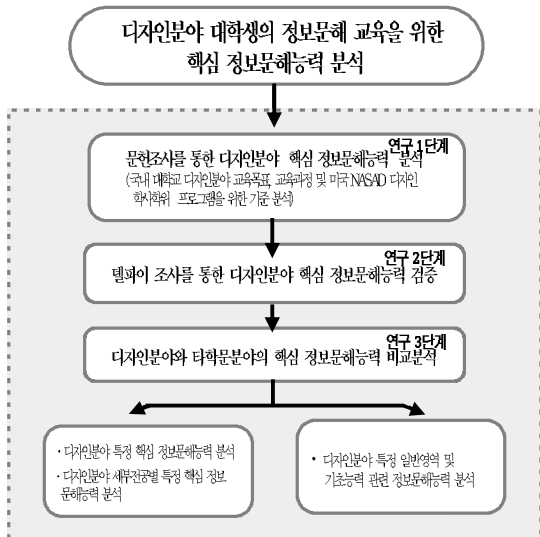 디자인분야 대학생의 정보문해 교육을 위한
핵심 정보문해능력 분석
연구 1단계
문헌조사를 통한 디자인분야 핵심 정보문해능력 분석
(국내 대학교 디자인분야 교육목표, 교육과정 및 미국 NASAD 디자인
학사학위 프로그램을 위한 기준 분석)
연구 2단계
델파이 조사를 통한 디자인분야 핵심 정보문해능력 검증
연구 3단계
디자인분야와 타학문분야의 핵심 정보문해능력 비교분석
· 디자인분야 특정 핵심 정보문해능력 분석
· 디자인분야 세부전공별 특정 핵심 정보
문해능력 분석
• 디자인분야 특정 일반영역 및
기초능력 관련 정보문해능력 분석